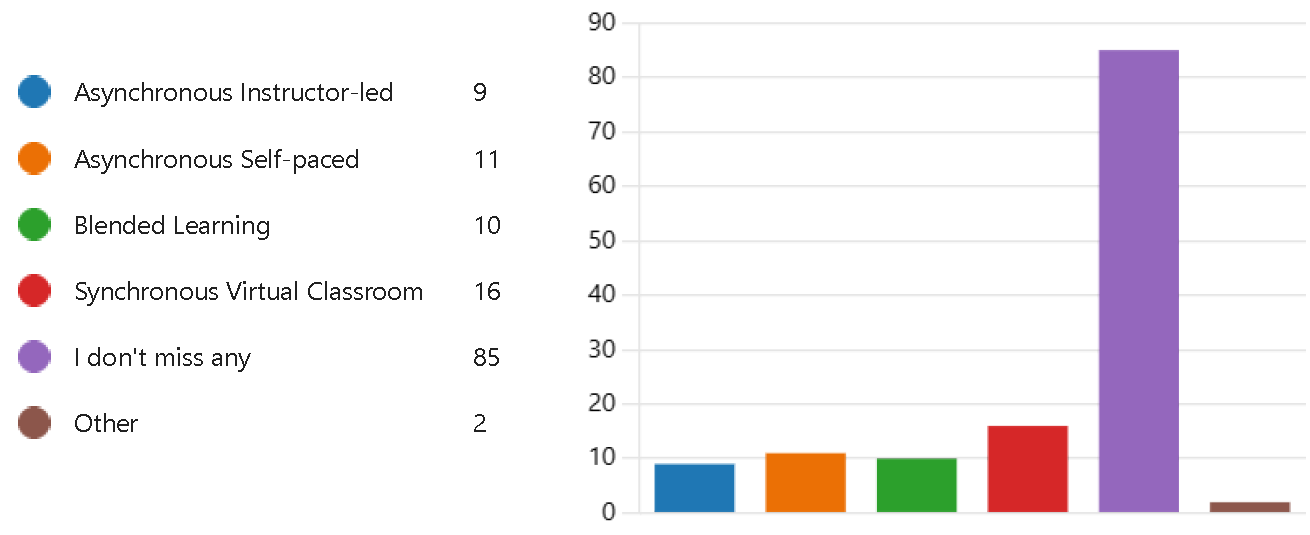 Asynchronous Instructor-led 9
Asynchronous Self-paced 11
Blended Learning 10
Synchronous Virtual Classroom 16
I don't miss any 85
Other 2
90
80
70
60
50
40
30
20
10
0